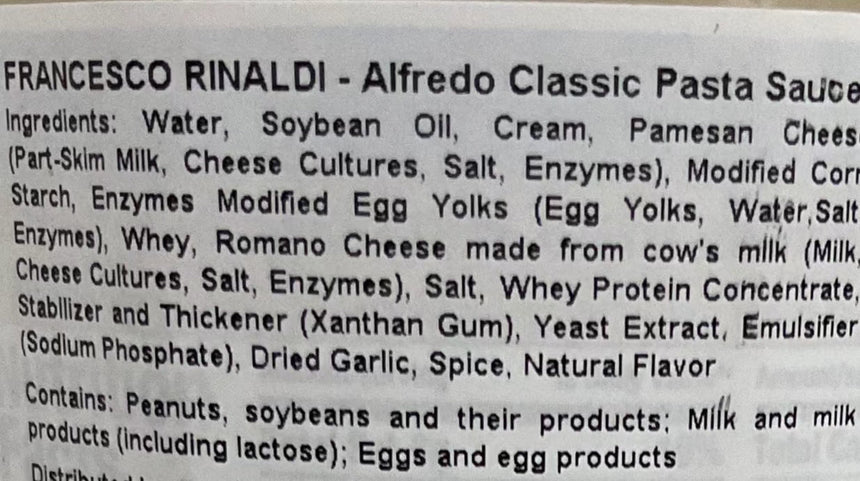 FRANCESCO RINALDI - Alfredo Classic Pasta Sauce
Ingredients: Water, Soybean Oil, Cream, Pamesan Chees
(Part-Skim Milk, Cheese Cultures, Salt, Enzymes), Modified Corn
Starch, Enzymes Modified Egg Yolks (Egg Yolks, Water,Salt
Enzymes), Whey, Romano Cheese made from cow's milk (Milk,
Cheese Cultures, Salt, Enzymes), Salt, Whey Protein Concentrate,
Stabilizer and Thickener (Xanthan Gum), Yeast Extract, Emulsifier
(Sodium Phosphate), Dried Garlic, Spice, Natural Flavor
Contains: Peanuts, soybeans and their products; Milk and milk
products (including lactose); Eggs and egg products